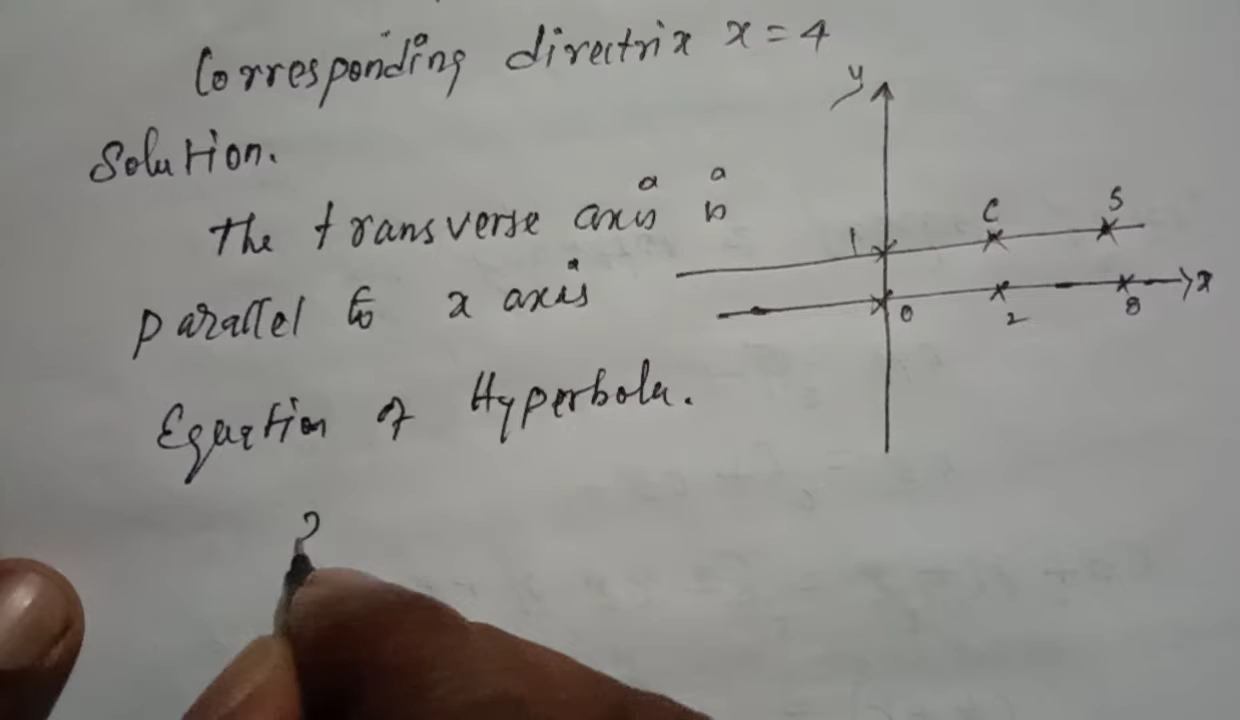 Corresponding directrix x = 4
Solution.
The transverse axis is
parallel to x axis
Equation of Hyperbola.
y
C
S
1
x
0
2
8